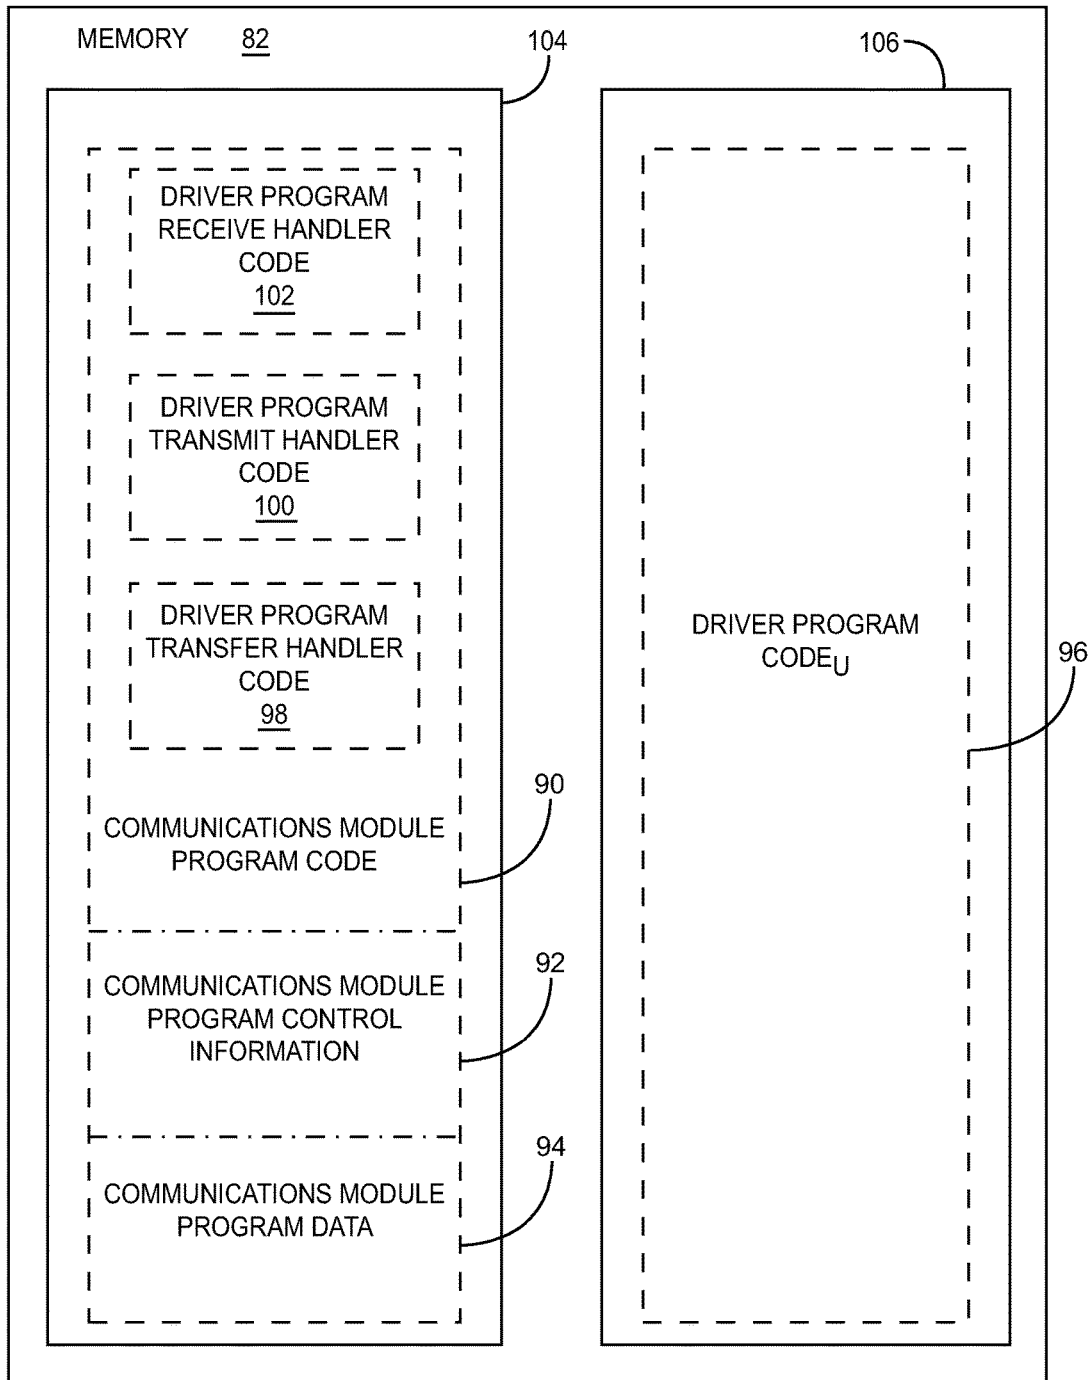 MEMORY 82
104
106
DRIVER PROGRAM
RECEIVE HANDLER
CODE
102
DRIVER PROGRAM
TRANSMIT HANDLER
CODE
100
DRIVER PROGRAM
TRANSFER HANDLER
CODE
98
90
COMMUNICATIONS MODULE
PROGRAM CODE
92
COMMUNICATIONS MODULE
PROGRAM CONTROL
INFORMATION
94
COMMUNICATIONS MODULE
PROGRAM DATA
DRIVER PROGRAM
CODEU
96